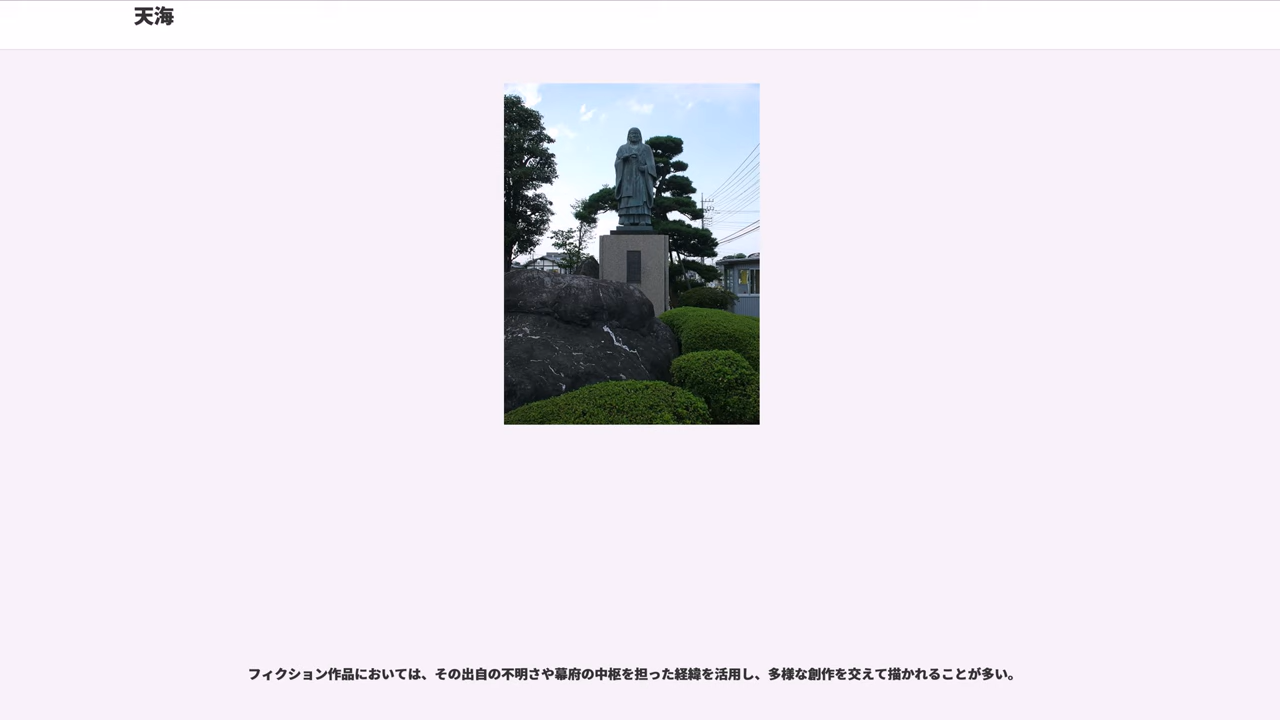 天海
フィクション作品においては、その出自の不明さや幕府の中枢を担った経緯を活用し、多様な創作を交えて描かれることが多い。